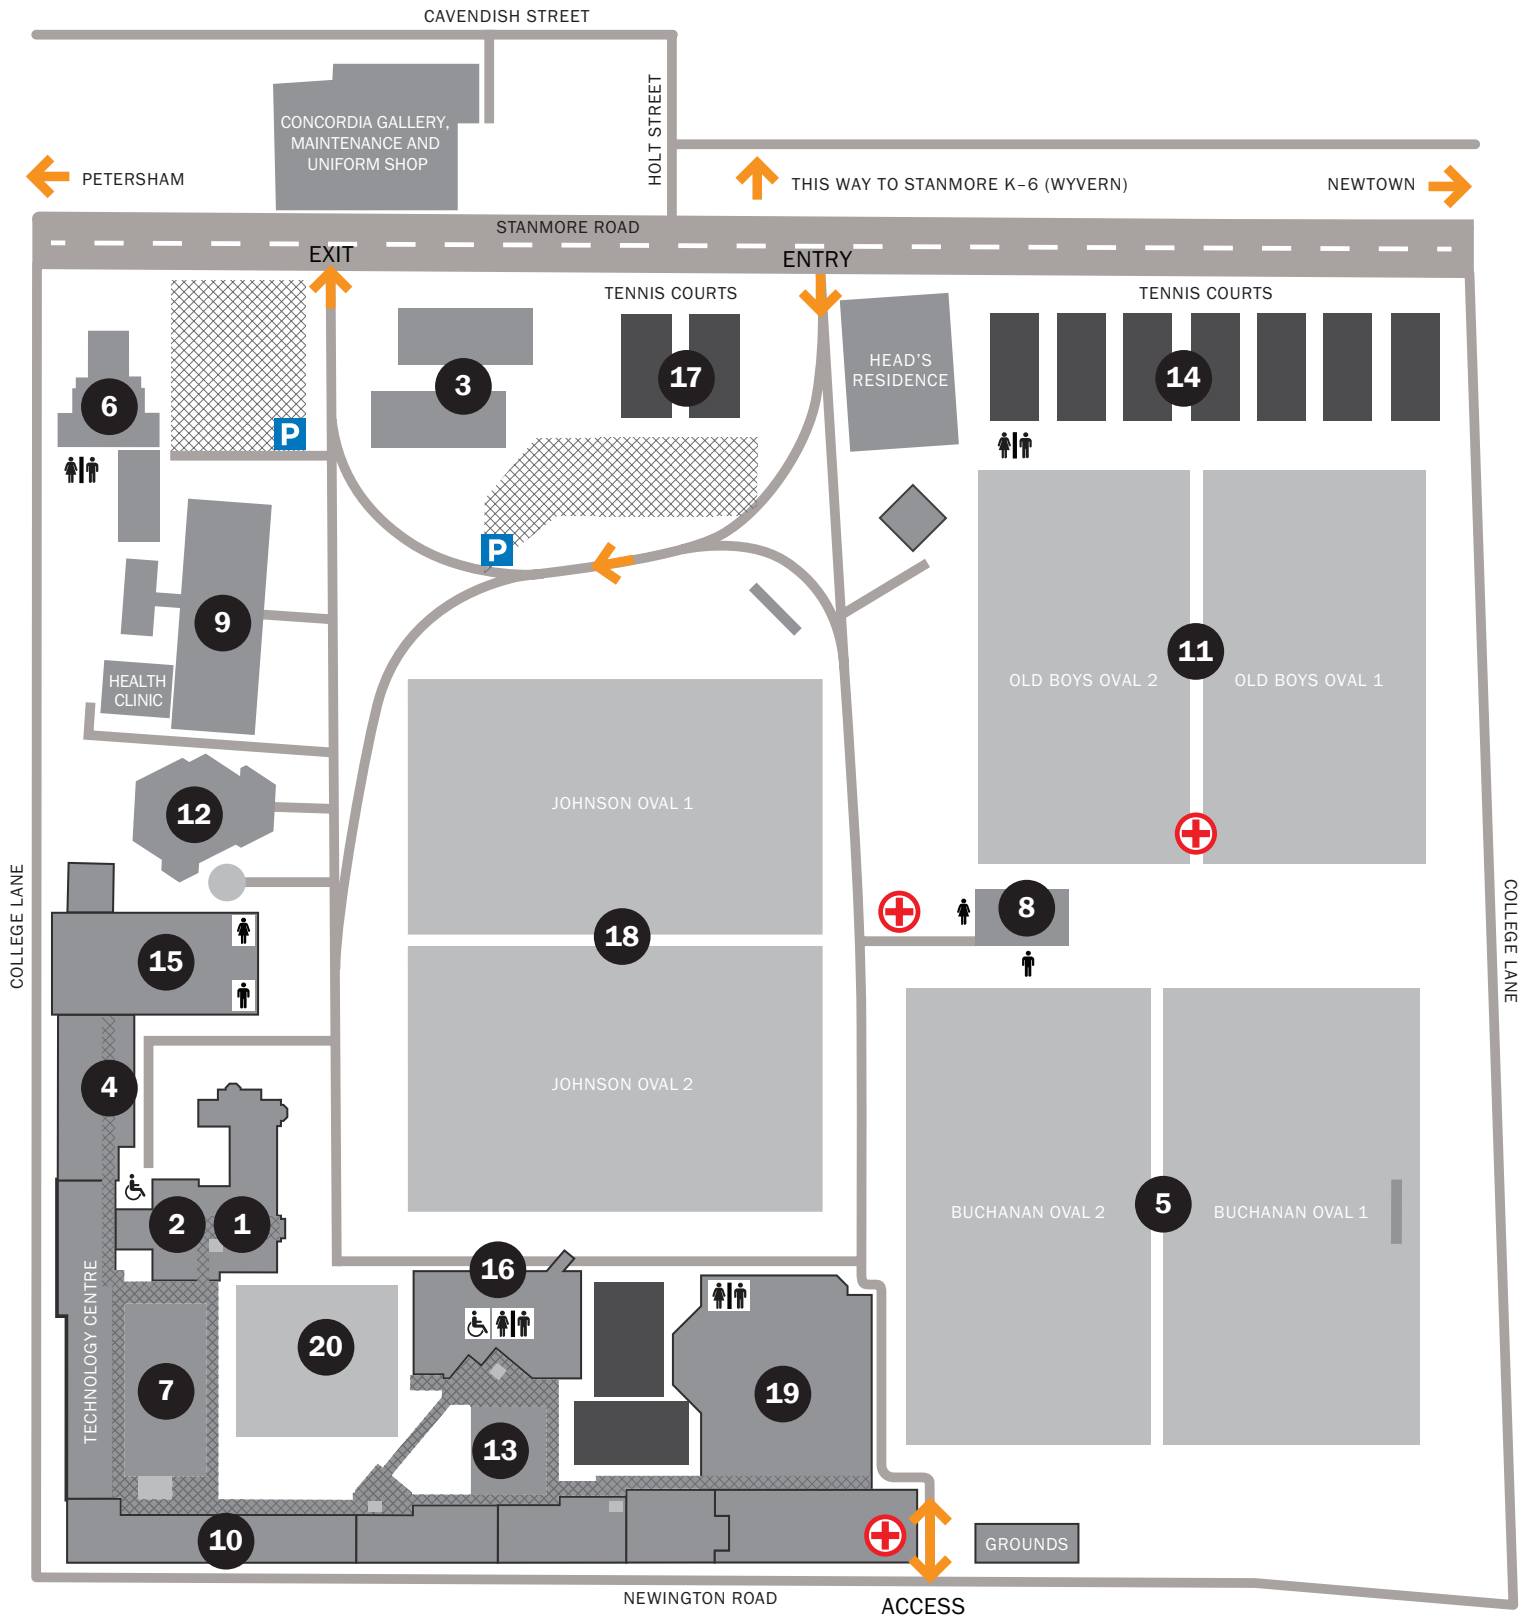 CAVENDISH STREET
HOLT STREET
CONCORDIA GALLERY,
MAINTENANCE AND
UNIFORM SHOP
PETERSHAM
THIS WAY TO STANMORE K–6 (WYVERN)
NEWTOWN
STANMORE ROAD
EXIT
ENTRY
TENNIS COURTS
TENNIS COURTS
HEAD'S
RESIDENCE
3
17
14
6
P
P
9
11
HEALTH
CLINIC
OLD BOYS OVAL 2
OLD BOYS OVAL 1
12
JOHNSON OVAL 1
COLLEGE LANE
COLLEGE LANE
8
18
15
4
JOHNSON OVAL 2
2
1
5
BUCHANAN OVAL 2
BUCHANAN OVAL 1
16
TECHNOLOGY CENTRE
20
7
19
13
10
GROUNDS
NEWINGTON ROAD
ACCESS